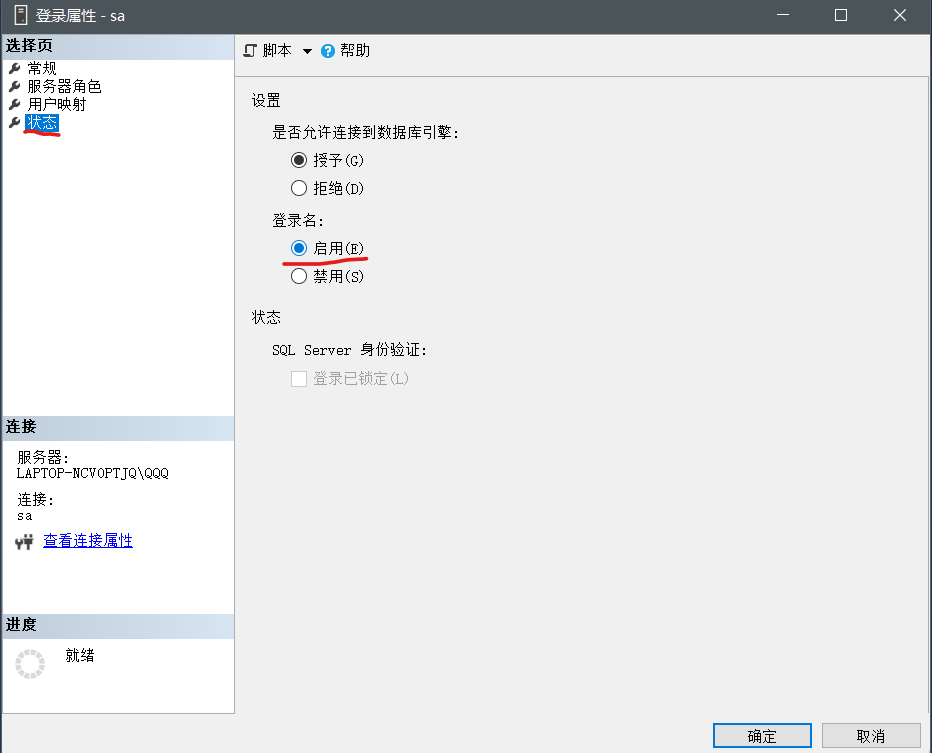 登录属性 - sa
选择页
常规
服务器角色
用户映射
状态
脚本
帮助
设置
是否允许连接到数据库引擎:
授予(G)
拒绝(D)
登录名:
启用(E)
禁用(S)
状态
SQL Server 身份验证:
登录已锁定(L)
连接
服务器:
LAPTOP-NCV0PTJQ\QQQ
连接:
sa
查看连接属性
进度
就绪
确定
取消